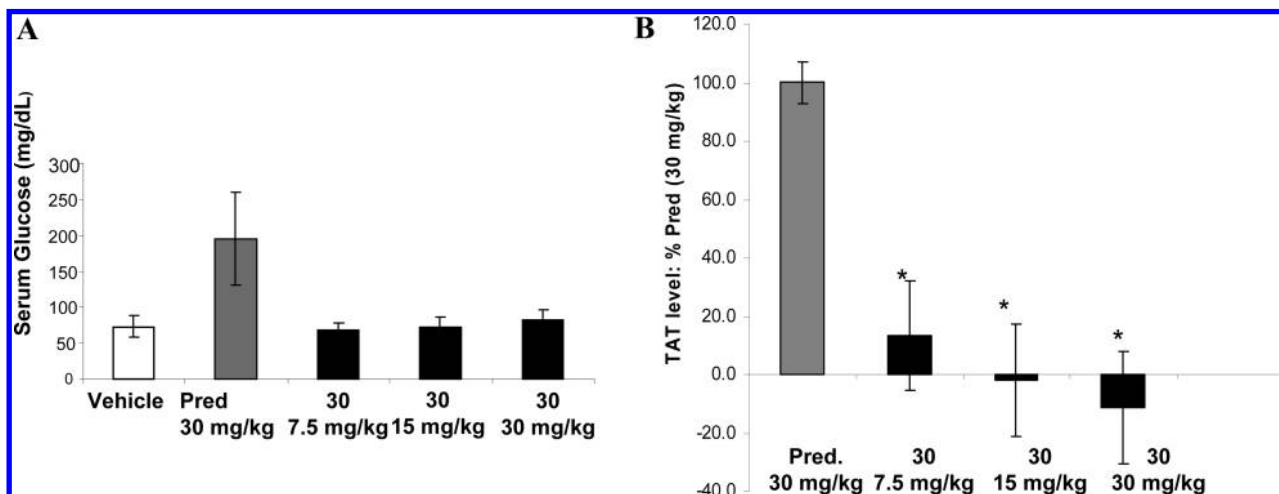 A
Serum Glucose (mg/dL)
300
250
200
150
100
50
0
Vehicle Pred 30 30 30
30 mg/kg 7.5 mg/kg 15 mg/kg 30 mg/kg
B
TAT level: % Pred (30 mg/kg)
120.0
100.0
80.0
60.0
40.0
20.0
0.0
-20.0
-40.0
* * *
Pred. 30 30 30
30 mg/kg 7.5 mg/kg 15 mg/kg 30 mg/kg